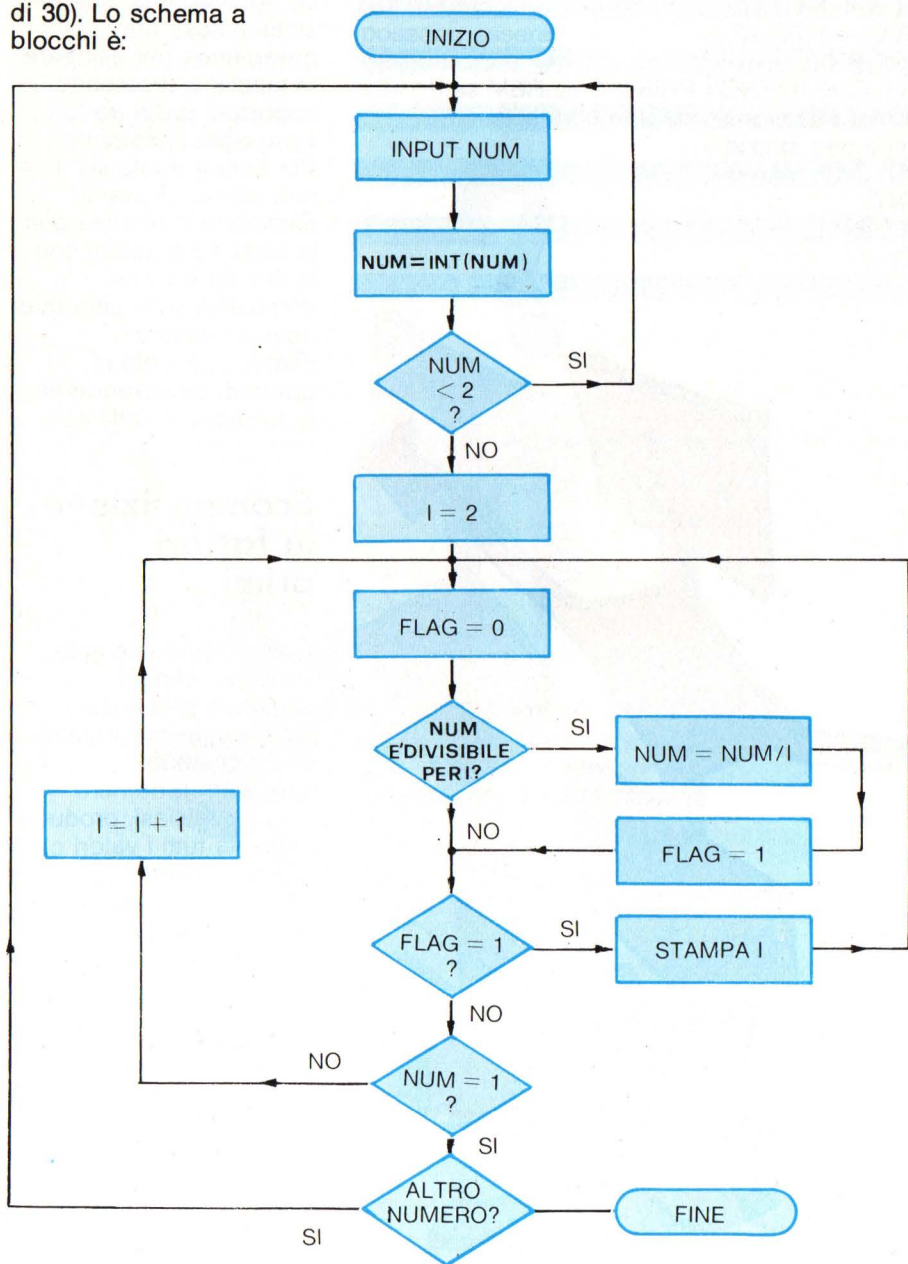 di 30). Lo schema a
blocchi è:
INIZIO
INPUT NUM
NUM = INT(NUM)
NUM
< 2
?
SI
NO
I = 2
FLAG = 0
NUM
E'DIVISIBILE
PER I?
SI
NUM = NUM/I
I = I + 1
NO
FLAG = 1
FLAG = 1
?
SI
STAMPA I
NO
NO
NUM = 1
?
SI
ALTRO
NUMERO?
FINE
SI